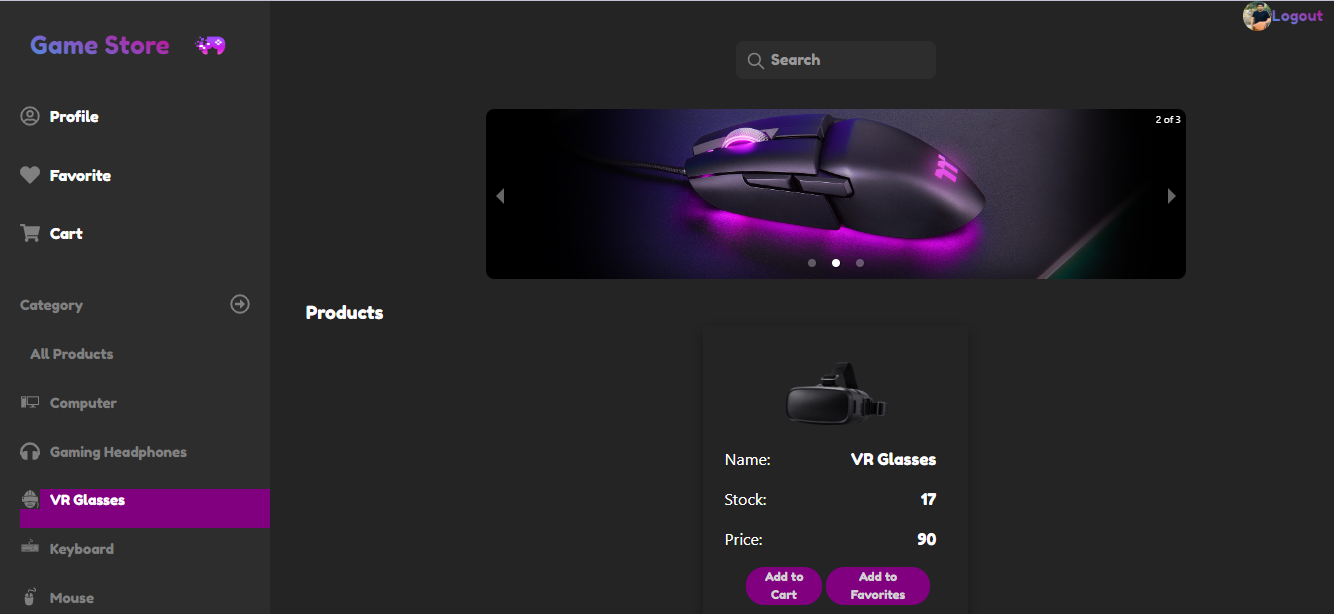 Game Store
Logout
Search
Profile
Favorite
Cart
2 of 3
Category
All Products
Computer
Gaming Headphones
VR Glasses
Keyboard
Mouse
Products
Name: VR Glasses
Stock: 17
Price: 90
Add to
Cart
Add to
Favorites